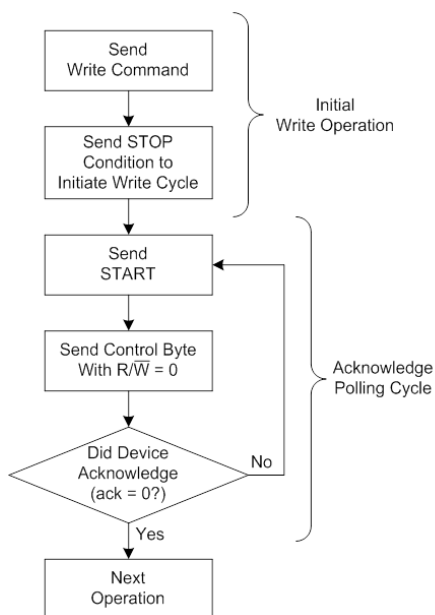 Send
Write Command
Initial
Write Operation
Send STOP
Condition to
Initiate Write Cycle
Send
START
Send Control Byte
With R/W̅ = 0
Acknowledge
Polling Cycle
Did Device
Acknowledge
(ack = 0?)
No
Yes
Next
Operation